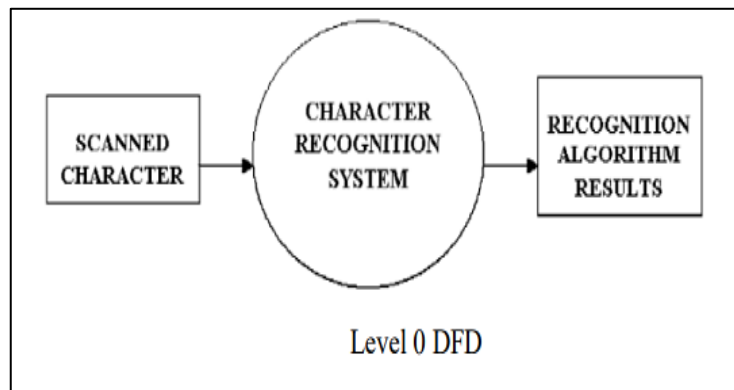 SCANNED
CHARACTER
CHARACTER
RECOGNITION
SYSTEM
RECOGNITION
ALGORITHM
RESULTS
Level 0 DFD